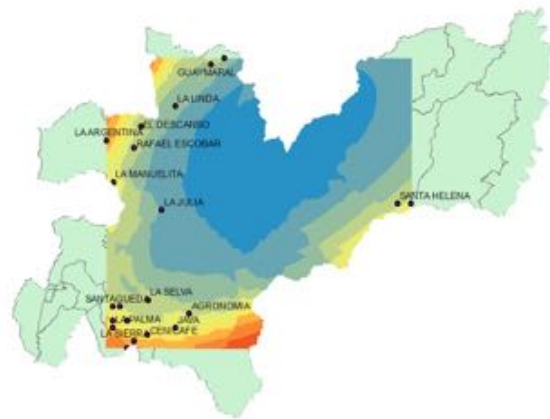 GUAYMARAL
LA LINDA
EL DESCANSO
LA ARGENTINA
RAFAEL ESCOBAR
LA MANUELITA
SANTA HELENA
LA JULIA
LA SELVA
SANTAGUEDA
AGRONOMIA
LA PALMA
JAVA
LA SIERRA
CENICAFE